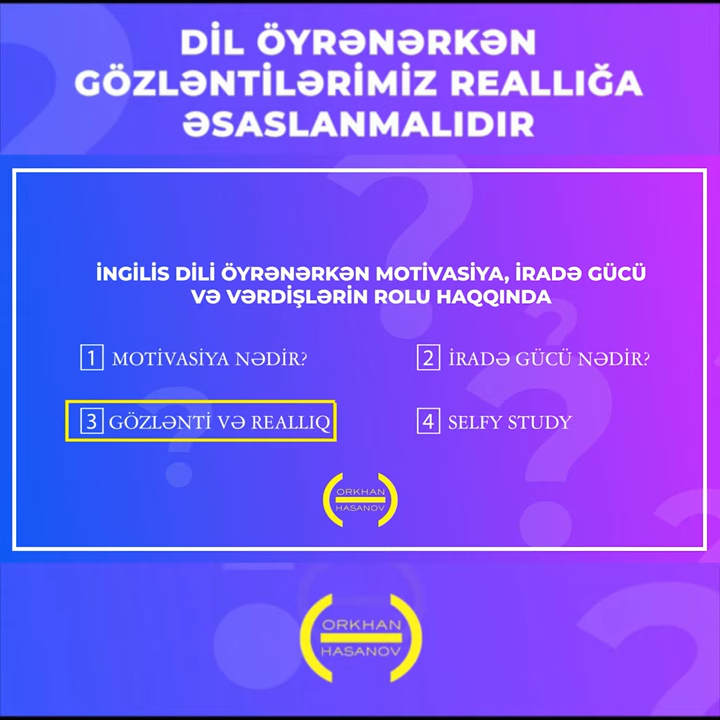 DİL ÖYRƏNƏRKƏN
GÖZLƏNTİLƏRİMİZ REALLIĞA
ƏSASLANMALIDIR
İNGİLİS DİLİ ÖYRƏNƏRKƏN MOTİVASİYA, İRADƏ GÜCÜ
VƏ VƏRDİŞLƏRİN ROLU HAQQINDA
1 MOTİVASİYA NƏDİR?
2 İRADƏ GÜCÜ NƏDİR?
3 GÖZLƏNTİ VƏ REALLIQ
4 SELFY STUDY
ORKHAN
HASANOV
ORKHAN
HASANOV